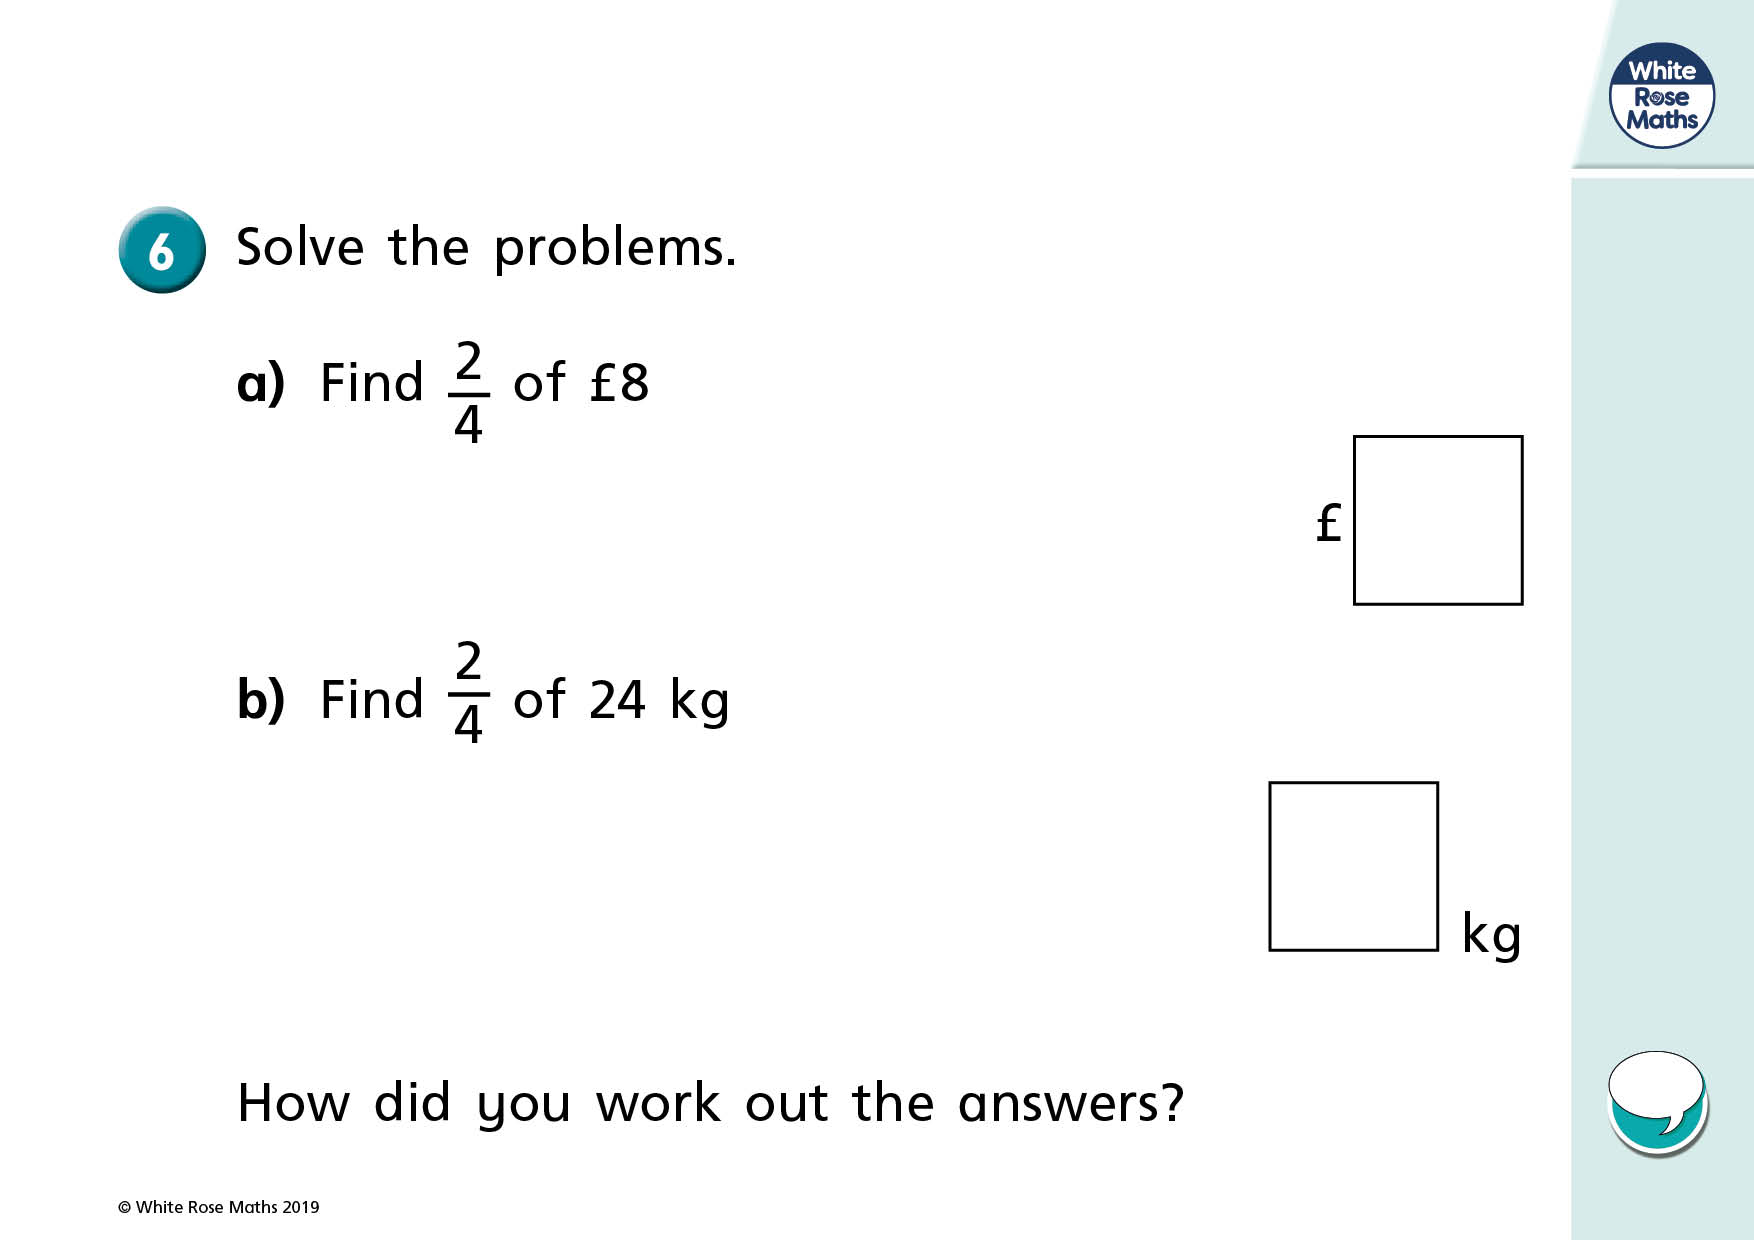 White
Rose
Maths
6 Solve the problems.
a) Find 2/4 of £8
£
b) Find 2/4 of 24 kg
kg
How did you work out the answers?
© White Rose Maths 2019